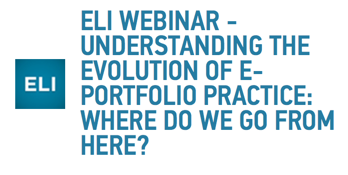 ELI WEBINAR -
UNDERSTANDING THE
EVOLUTION OF E-
ELI
PORTFOLIO PRACTICE:
WHERE DO WE GO FROM
HERE?